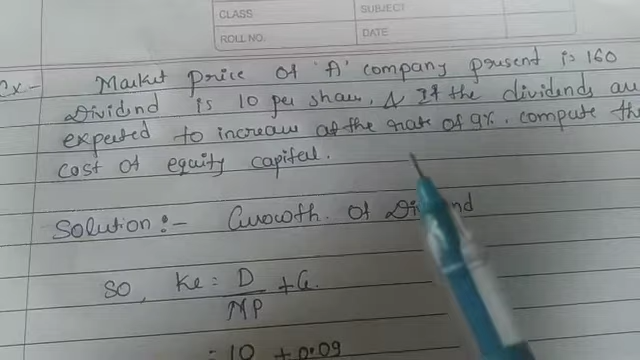 CLASS
SUBJECT
ROLL NO.
DATE
Ex:- Market price of 'A' company present is 160
Dividend is 10 per share, & If the dividends are
expected to increase at the rate of 9%. compute the
cost of equity capital.
Solution:- Growoth. of
So, Ke = D/MP + G.
= 10 + 0.09